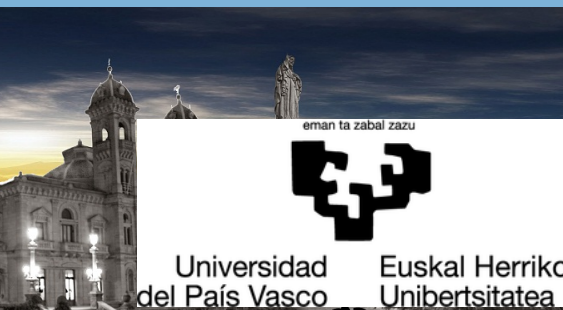 eman ta zabal zazu
Universidad
del País Vasco
Euskal Herriko
Unibertsitatea